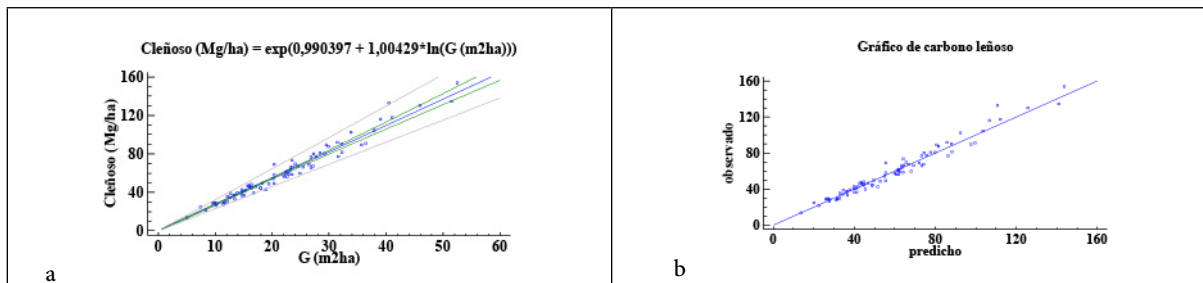 Cleñoso (Mg/ha) = exp(0,990397 + 1,00429*ln(G (m2ha)))
Cleñoso (Mg/ha)
160
120
80
40
0
0 10 20 30 40 50 60
G (m2ha)
a
Gráfico de carbono leñoso
observado
160
120
80
40
0
0 40 80 120 160
predicho
b